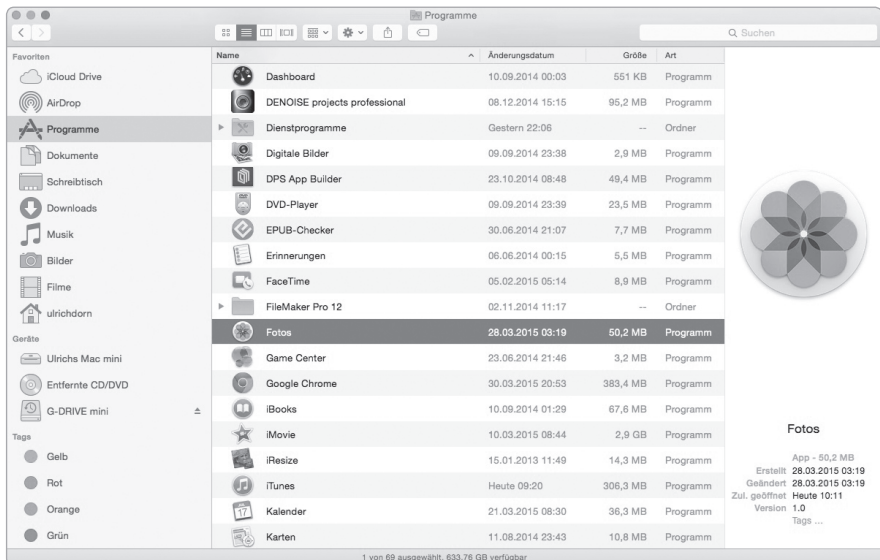 Programme
Suchen
Favoriten
iCloud Drive
AirDrop
Programme
Dokumente
Schreibtisch
Downloads
Musik
Bilder
Filme
ulrichdorn
Geräte
Ulrichs Mac mini
Entfernte CD/DVD
G-DRIVE mini
Tags
Gelb
Rot
Orange
Grün
Name Änderungsdatum Größe Art
Dashboard 10.09.2014 00:03 551 KB Programm
DENOISE projects professional 08.12.2014 15:15 95,2 MB Programm
Dienstprogramme Gestern 22:06 -- Ordner
Digitale Bilder 09.09.2014 23:38 2,9 MB Programm
DPS App Builder 23.10.2014 08:48 49,4 MB Programm
DVD-Player 09.09.2014 23:39 23,5 MB Programm
EPUB-Checker 30.06.2014 21:07 7,7 MB Programm
Erinnerungen 06.06.2014 00:15 5,5 MB Programm
FaceTime 05.02.2015 05:14 8,9 MB Programm
FileMaker Pro 12 02.11.2014 11:17 -- Ordner
Fotos 28.03.2015 03:19 50,2 MB Programm
Game Center 23.06.2014 21:46 3,2 MB Programm
Google Chrome 30.03.2015 20:53 383,4 MB Programm
iBooks 10.09.2014 01:29 67,6 MB Programm
iMovie 10.03.2015 08:44 2,9 GB Programm
iResize 15.01.2013 11:49 14,3 MB Programm
iTunes Heute 09:20 306,3 MB Programm
17
Kalender 21.03.2015 08:30 36,3 MB Programm
Karten 11.08.2014 23:43 10,8 MB Programm
Fotos
App - 50,2 MB
Erstellt 28.03.2015 03:19
Geändert 28.03.2015 03:19
Zul. geöffnet Heute 10:11
Version 1.0
Tags ...
1 von 69 ausgewählt, 633,76 GB verfügbar